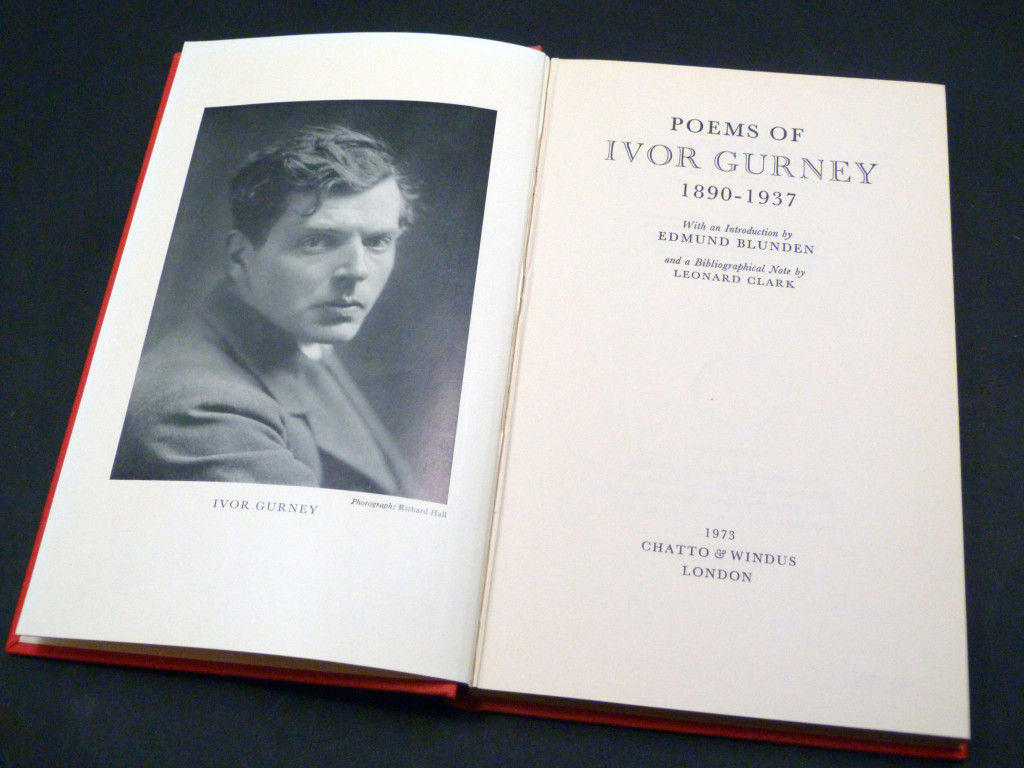 IVOR GURNEY
Photograph: Richard Hall
POEMS OF
IVOR GURNEY
1890-1937
With an Introduction by
EDMUND BLUNDEN
and a Bibliographical Note by
LEONARD CLARK
1973
CHATTO & WINDUS
LONDON